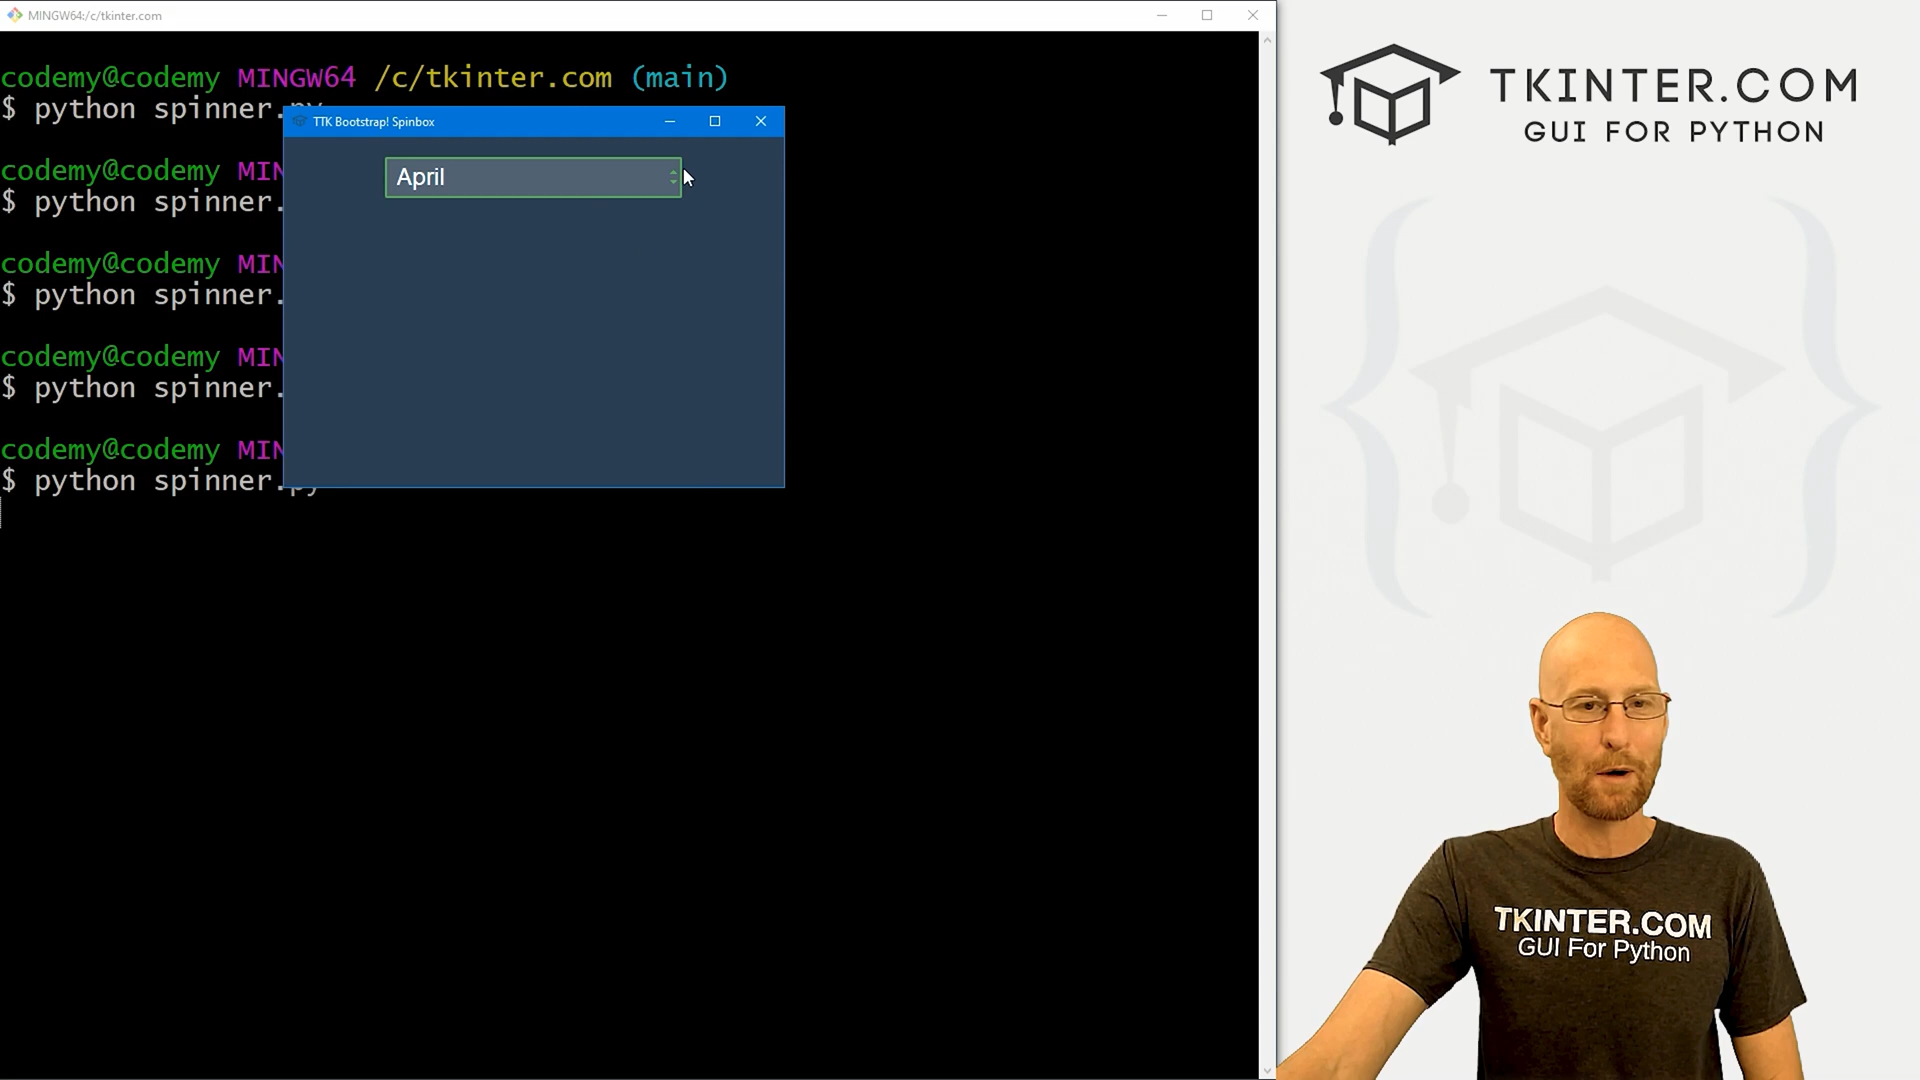 MINGW64:/c/tkinter.com
codemy@codemy MINGW64 /c/tkinter.com (main)
$ python spinner.py
TTK Bootstrap! Spinbox
April
codemy@codemy MIN
$ python spinner.
codemy@codemy MIN
$ python spinner.
codemy@codemy MIN
$ python spinner.
codemy@codemy MIN
$ python spinner.py
TKINTER.COM
GUI FOR PYTHON
TKINTER.COM
GUI For Python